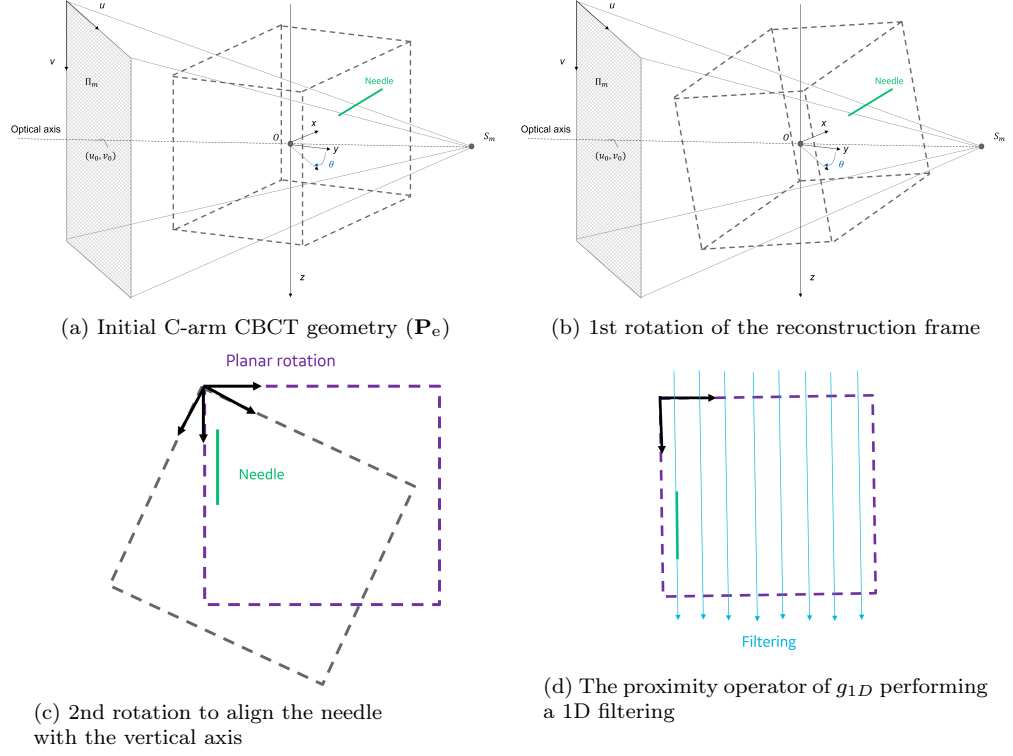 u
v
Π_m
Needle
Optical axis
(u_0, v_0)
O
x
y
θ
S_m
z
(a) Initial C-arm CBCT geometry (P_e)
u
v
Π_m
Needle
Optical axis
(u_0, v_0)
O
x
y
θ
S_m
z
(b) 1st rotation of the reconstruction frame
Planar rotation
Needle
(c) 2nd rotation to align the needle
with the vertical axis
Filtering
(d) The proximity operator of g_{1D} performing
a 1D filtering